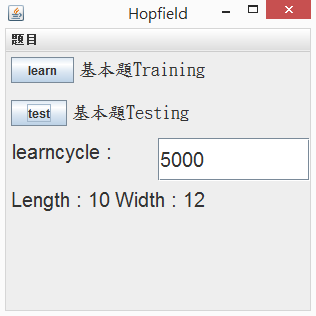 Hopfield
題目
learn 基本題Training
test 基本題Testing
learncycle : 5000
Length : 10 Width : 12